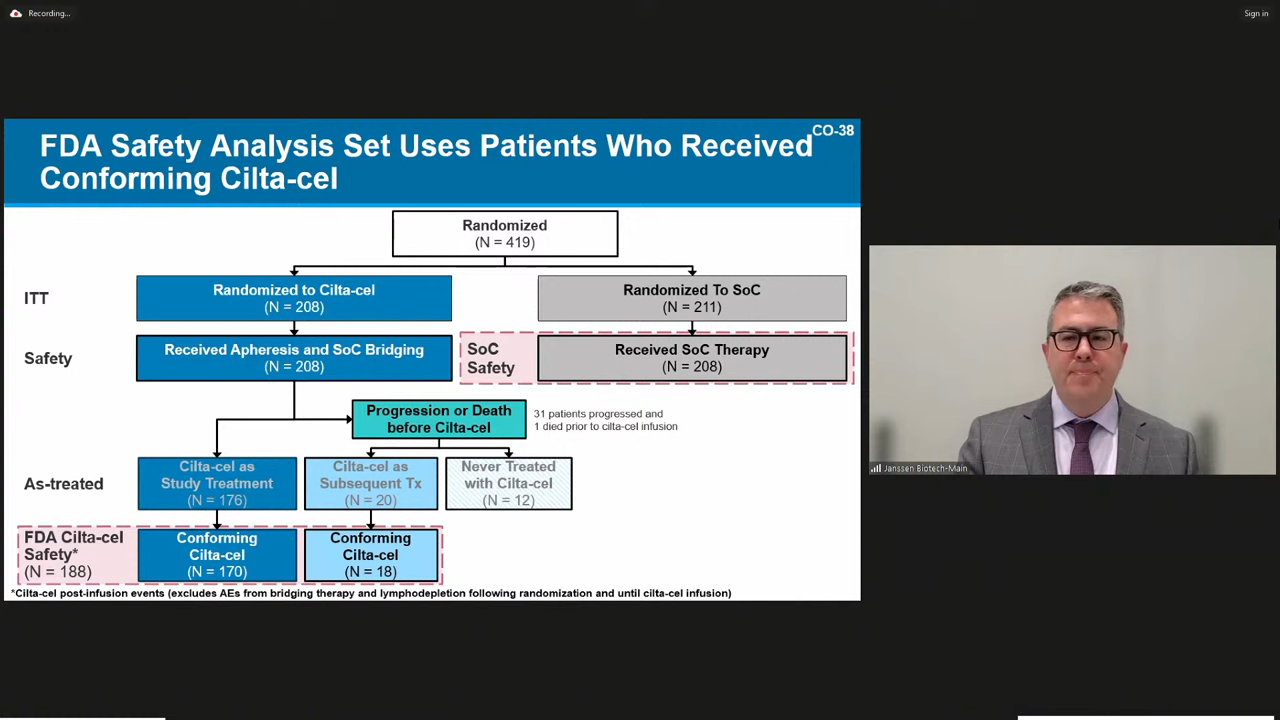 Recording...
Sign in
CO-38
FDA Safety Analysis Set Uses Patients Who Received
Conforming Cilta-cel
Randomized
(N = 419)
ITT
Randomized to Cilta-cel
(N = 208)
Randomized To SoC
(N = 211)
Safety
Received Apheresis and SoC Bridging
(N = 208)
SoC
Safety
Received SoC Therapy
(N = 208)
Progression or Death
before Cilta-cel
31 patients progressed and
1 died prior to cilta-cel infusion
As-treated
Cilta-cel as
Study Treatment
(N = 176)
Cilta-cel as
Subsequent Tx
(N = 20)
Never Treated
with Cilta-cel
(N = 12)
FDA Cilta-cel
Safety*
(N = 188)
Conforming
Cilta-cel
(N = 170)
Conforming
Cilta-cel
(N = 18)
*Cilta-cel post-infusion events (excludes AEs from bridging therapy and lymphodepletion following randomization and until cilta-cel infusion)
Janssen Biotech-Main